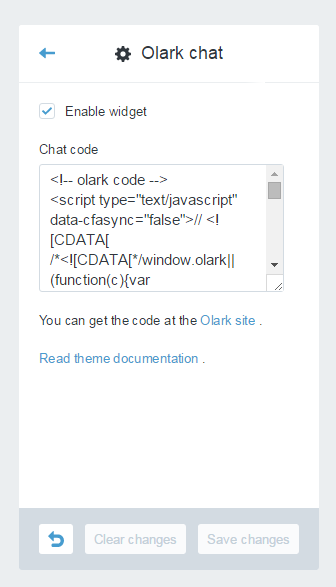 Olark chat
Enable widget
Chat code
<!-- olark code -->
<script type="text/javascript"
data-cfasync="false">// <!
[CDATA[
/*<![CDATA[*/window.olark||
(function(c){var
You can get the code at the Olark site .
Read theme documentation .
Clear changes
Save changes